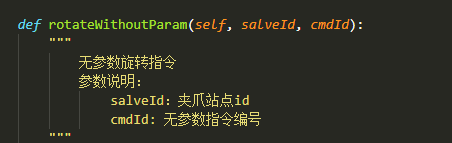 def rotateWithoutParam(self, salveId, cmdId):
"""
无参数旋转指令
参数说明:
salveId: 夹爪站点id
cmdId: 无参数指令编号
"""